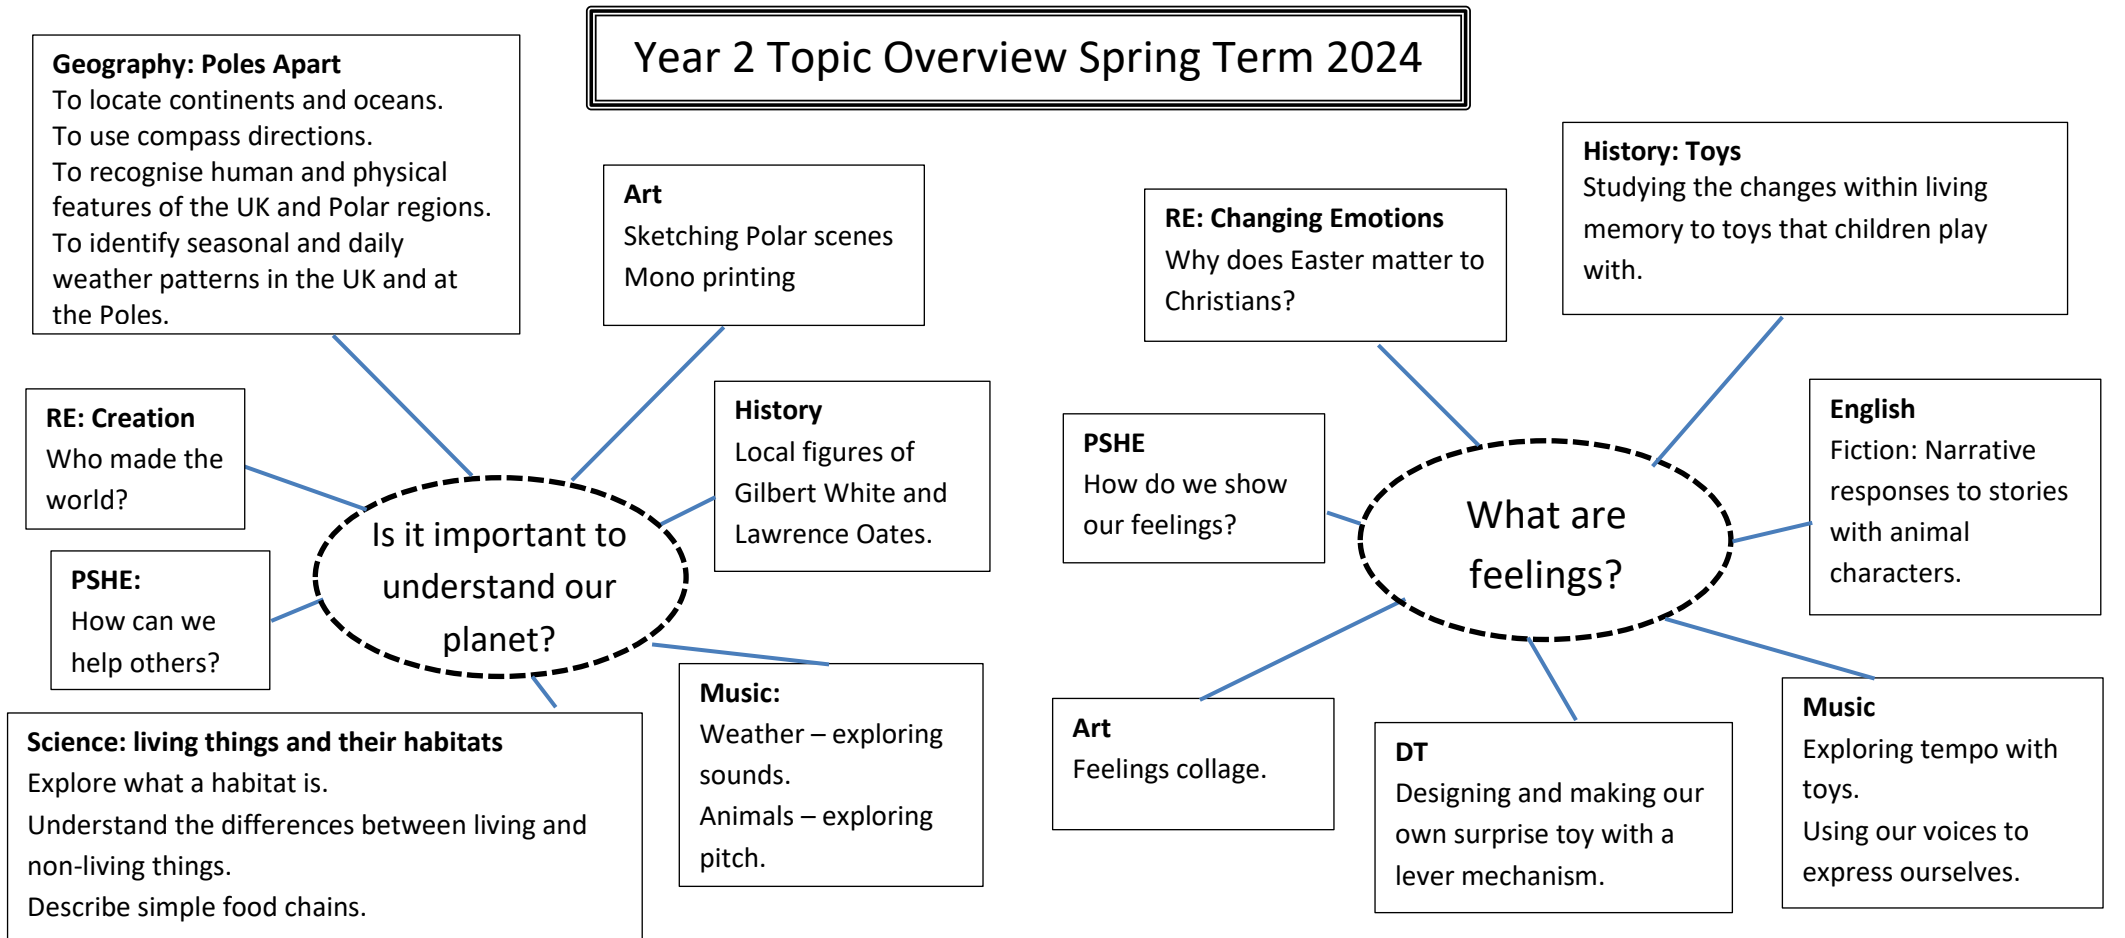 Year 2 Topic Overview Spring Term 2024
Geography: Poles Apart
To locate continents and oceans.
To use compass directions.
To recognise human and physical
features of the UK and Polar regions.
To identify seasonal and daily
weather patterns in the UK and at
the Poles.
Art
Sketching Polar scenes
Mono printing
RE: Creation
Who made the
world?
History
Local figures of
Gilbert White and
Lawrence Oates.
PSHE:
How can we
help others?
Is it important to
understand our
planet?
Science: living things and their habitats
Explore what a habitat is.
Understand the differences between living and
non-living things.
Describe simple food chains.
Music:
Weather – exploring
sounds.
Animals – exploring
pitch.
RE: Changing Emotions
Why does Easter matter to
Christians?
History: Toys
Studying the changes within living
memory to toys that children play
with.
PSHE
How do we show
our feelings?
What are
feelings?
English
Fiction: Narrative
responses to stories
with animal
characters.
Art
Feelings collage.
DT
Designing and making our
own surprise toy with a
lever mechanism.
Music
Exploring tempo with
toys.
Using our voices to
express ourselves.